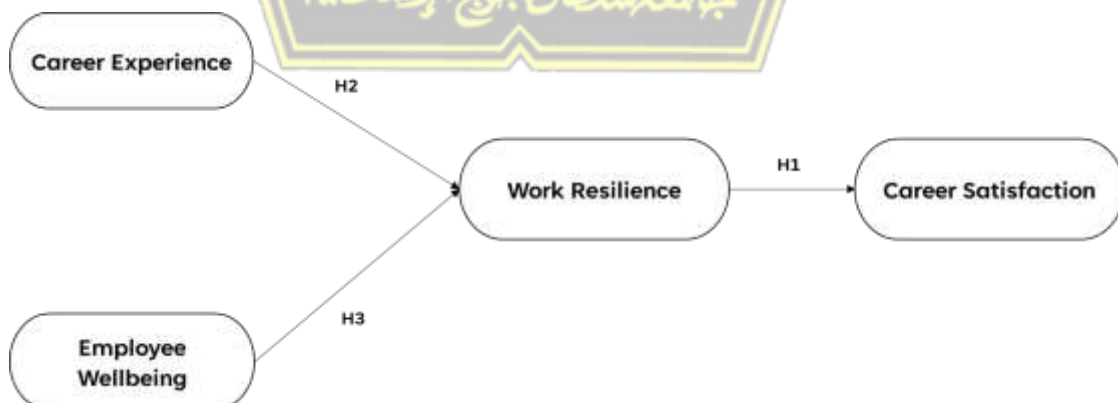 Career Experience
H2
Work Resilience
H1
Career Satisfaction
H3
Employee
Wellbeing